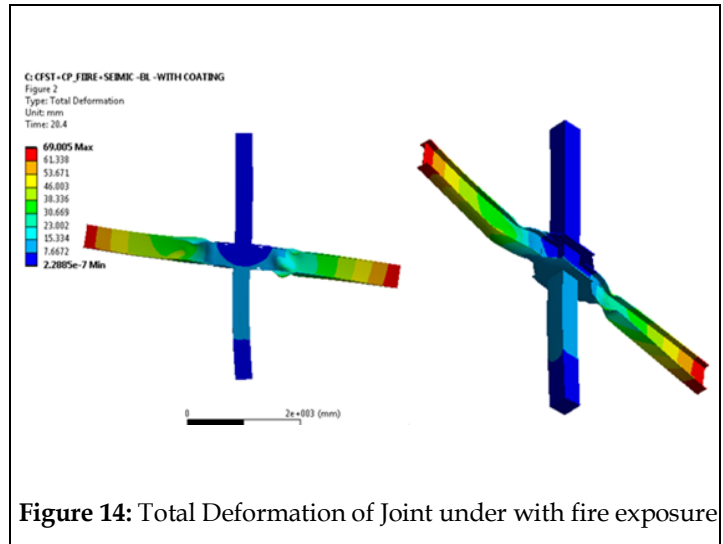 C: CFST+CP_FIIRE+SEIMIC -BL -WITH COATING
Figure 2
Type: Total Deformation
Unit: mm
Time: 20.4
69.005 Max
61.338
53.671
46.003
38.336
30.669
23.002
15.334
7.6672
2.2885e-7 Min
0 2e+003 (mm)
Figure 14: Total Deformation of Joint under with fire exposure